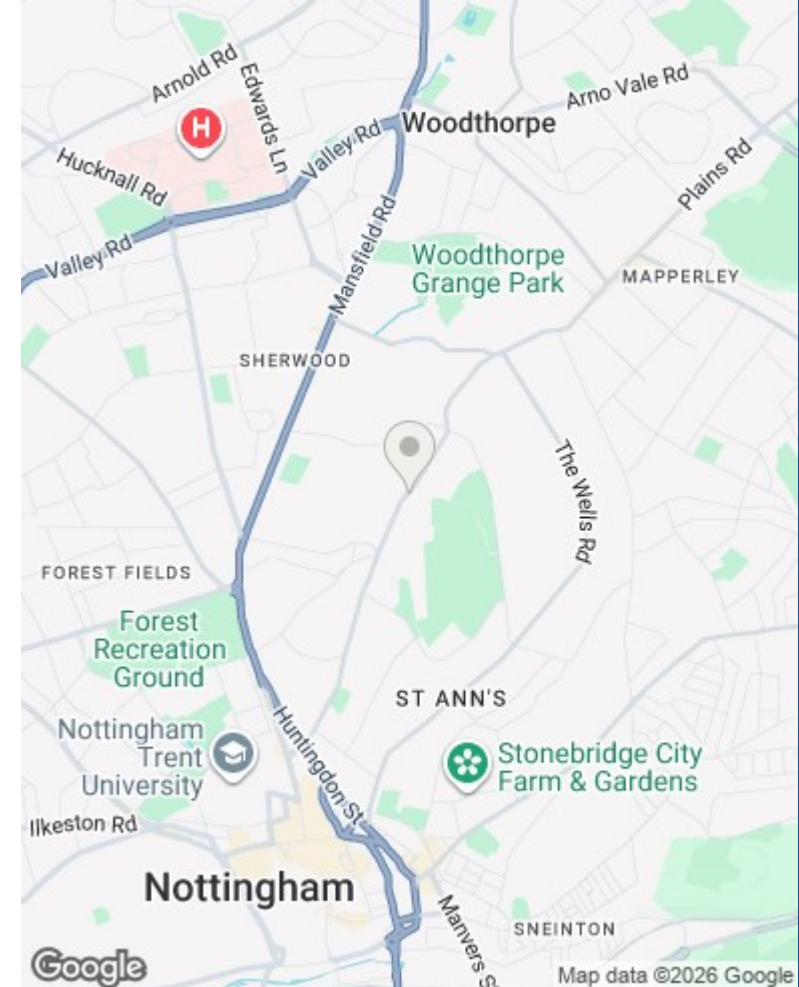 Arnold Rd
Edwards Ln
H
Woodthorpe
Arno Vale Rd
Valley Rd
Hucknall Rd
Plains Rd
Valley Rd
Mansfield Rd
Woodthorpe
Grange Park
MAPPERLEY
SHERWOOD
The Wells Rd
FOREST FIELDS
Forest
Recreation
Ground
ST ANN'S
Nottingham
Trent
University
Huntingdon St
Stonebridge City
Farm & Gardens
Ilkeston Rd
Nottingham
Manvers S
SNEINTON
Google
Map data ©2026 Google